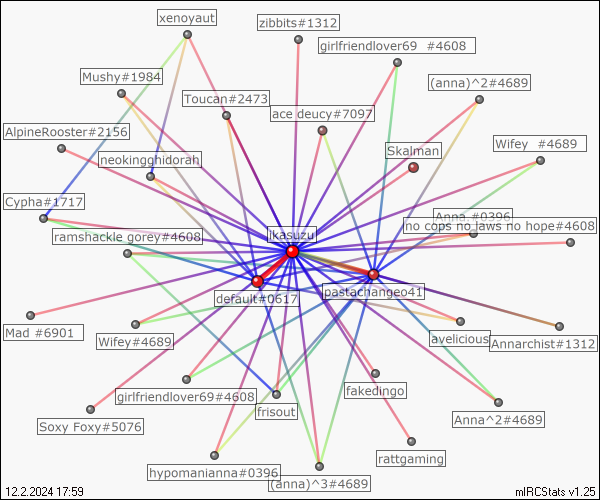 xenoyaut
zibbits#1312
girlfriendlover69 #4608
Mushy#1984
(anna)^2#4689
Toucan#2473
ace deucy#7097
AlpineRooster#2156
Wifey #4689
Skalman
neokingghidorah
Cypha#1717
Anna.#0396
no cops no laws no hope#4608
ikasuzu
ramshackle gorey#4608
pastachangeo41
default#0617
Mad #6901
Wifey#4689
avelicious
Annarchist#1312
girlfriendlover69#4608
fakedingo
frisout
Anna^2#4689
Soxy Foxy#5076
rattgaming
hypomanianna#0396
(anna)^3#4689
12.2.2024 17:59
mIRCStats v1.25